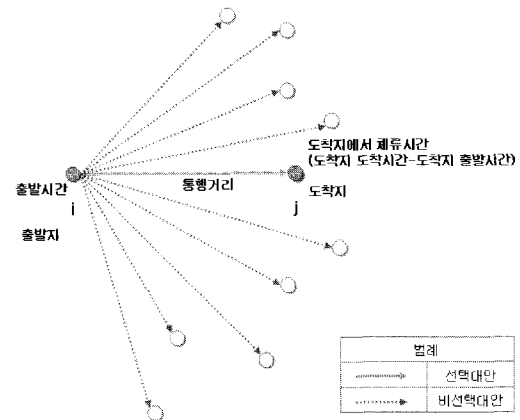 도착지에서 체류시간
(도착지 도착시간-도착지 출발시간)
통행거리
출발시간
도착지
i
j
출발지
범례
선택대안
비선택대안